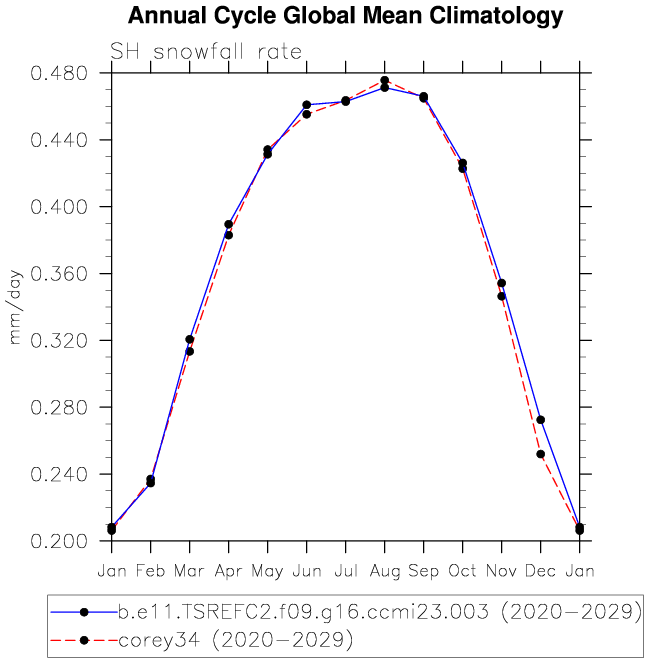 Annual Cycle Global Mean Climatology
SH snowfall rate
0.480
0.440
0.400
0.360
0.320
0.280
0.240
0.200
mm/day
Jan Feb Mar Apr May Jun Jul Aug Sep Oct Nov Dec Jan
b.e11.TSREFC2.f09.g16.ccmi23.003 (2020-2029)
corey34 (2020-2029)